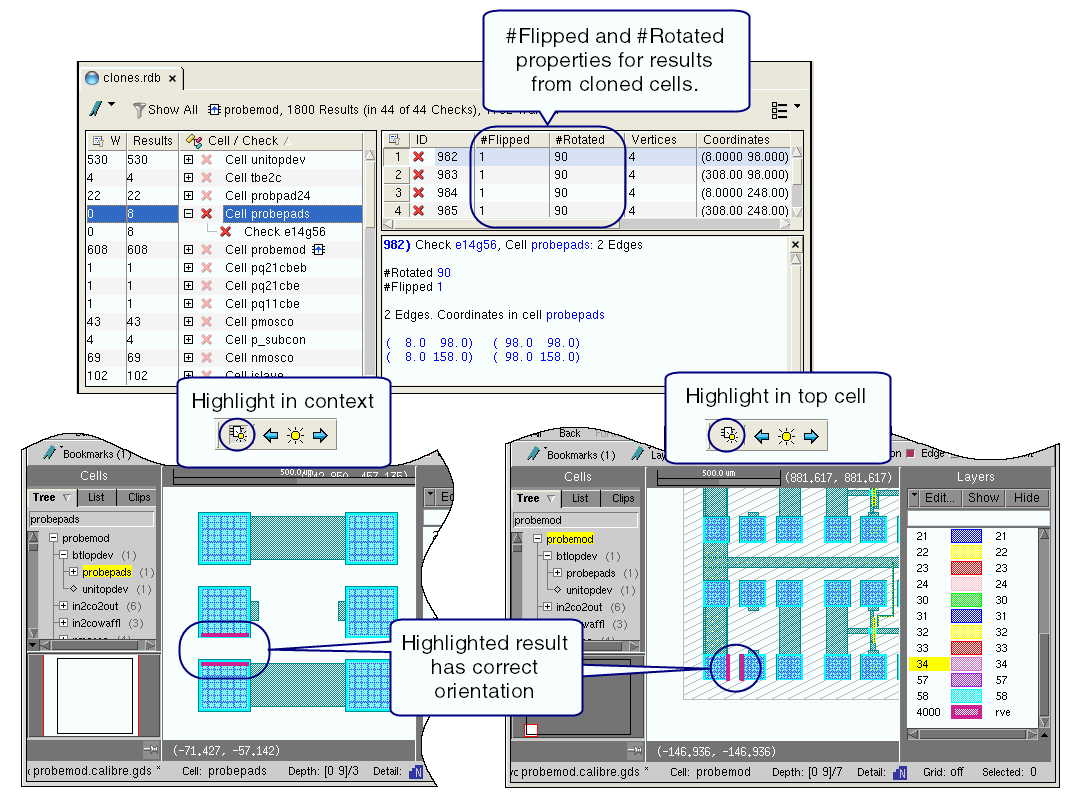 #Flipped and #Rotated
properties for results
from cloned cells.
clones.rdb
Show All probemod, 1800 Results (in 44 of 44 Checks),
W Results Cell / Check
530 530 Cell unitopdev
4 4 Cell tbe2c
22 22 Cell probpad24
0 8 Cell probepads
0 8 Check e14g56
608 608 Cell probemod
1 1 Cell pq21cbeb
1 1 Cell pq21cbe
1 1 Cell pq11cbe
43 43 Cell pmosco
4 4 Cell p_subcon
69 69 Cell nmosco
102 102 Cell islave
ID #Flipped #Rotated Vertices Coordinates
1 982 1 90 4 (8.0000 98.000)
2 983 1 90 4 (308.00 98.000)
3 984 1 90 4 (8.0000 248.00)
4 985 1 90 4 (308.00 248.00)
982) Check e14g56, Cell probepads: 2 Edges
#Rotated 90
#Flipped 1
2 Edges. Coordinates in cell probepads
( 8.0 98.0) ( 98.0 98.0)
( 8.0 158.0) ( 98.0 158.0)
Highlight in context
Bookmarks (1)
Cells
500.0 um
Tree List Clips
probepads
probemod
btlopdev (1)
probepads (1)
unitopdev (1)
in2co2out (6)
in2cowaffl (3)
(-71.427, -57.142)
probemod.calibre.gds * Cell: probepads Depth: [0 9]/3 Detail:
Highlight in top cell
Back
Bookmarks (1)
Edge
Cells
500.0 um
(881.617, 881.617)
Layers
Tree List Clips
Edit... Show Hide
probemod
probemod
btlopdev (1)
probepads (1)
unitopdev (1)
in2co2out (6)
in2cowaffl (3)
21 21
22 22
23 23
24 24
30 30
31 31
32 32
33 33
34 34
57 57
58 58
4000 rve
(-146.936, -146.936)
probemod.calibre.gds * Cell: probemod Depth: [0 9]/7 Detail: Grid: off Selected: 0
Highlighted result
has correct
orientation